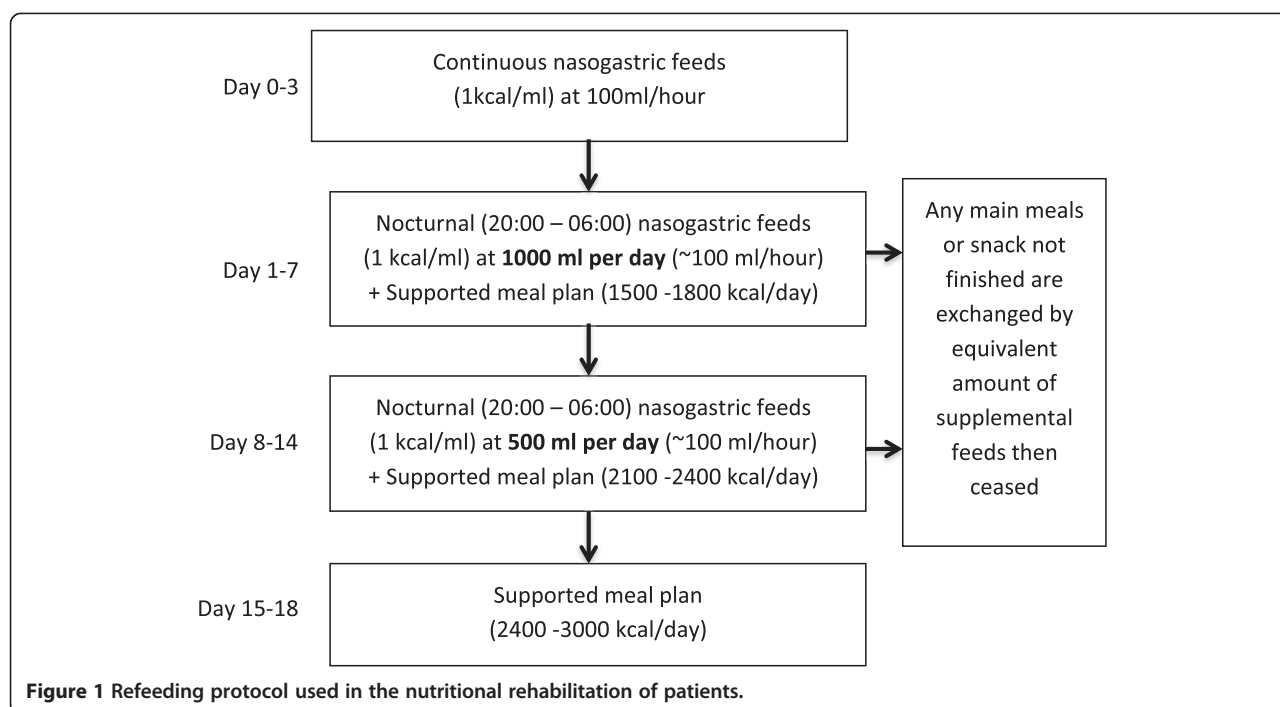 Day 0-3
Continuous nasogastric feeds
(1kcal/ml) at 100ml/hour
Day 1-7
Nocturnal (20:00 – 06:00) nasogastric feeds
(1 kcal/ml) at 1000 ml per day (~100 ml/hour)
+ Supported meal plan (1500 -1800 kcal/day)
Any main meals
or snack not
finished are
exchanged by
equivalent
amount of
supplemental
feeds then
ceased
Day 8-14
Nocturnal (20:00 – 06:00) nasogastric feeds
(1 kcal/ml) at 500 ml per day (~100 ml/hour)
+ Supported meal plan (2100 -2400 kcal/day)
Day 15-18
Supported meal plan
(2400 -3000 kcal/day)
Figure 1 Refeeding protocol used in the nutritional rehabilitation of patients.